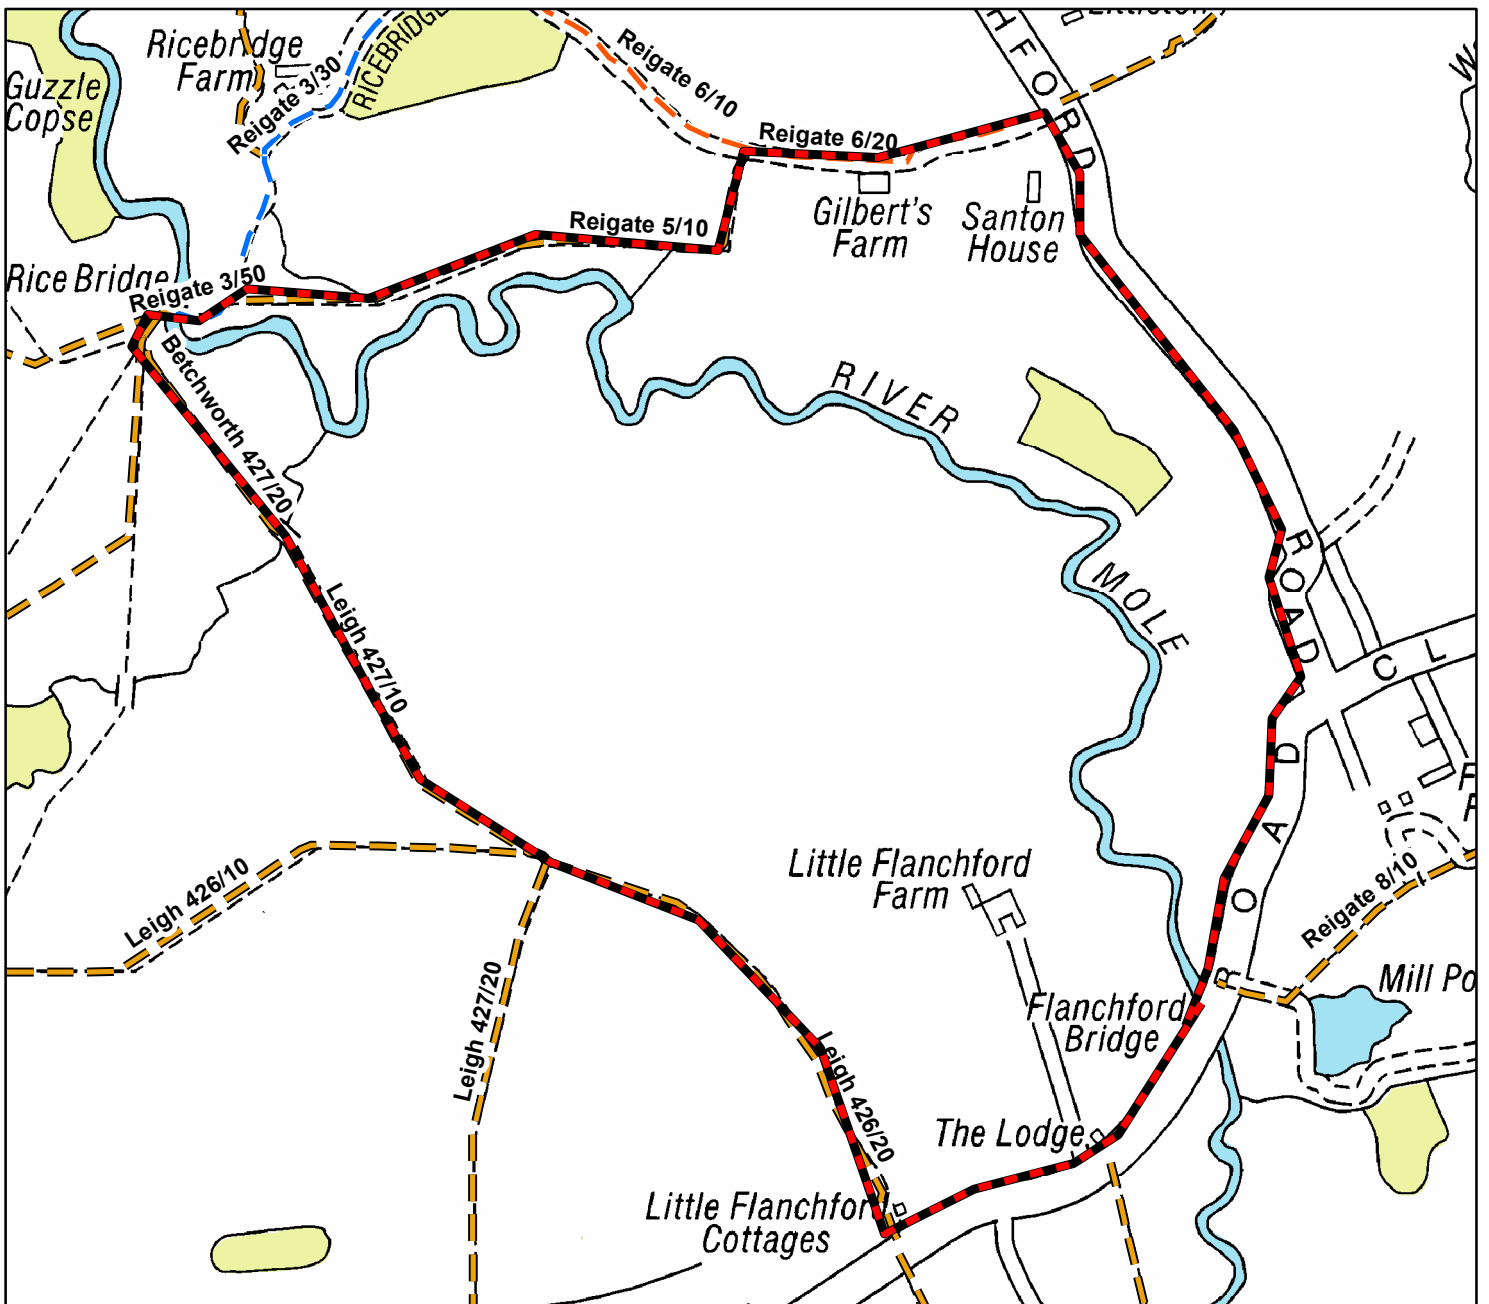 Ricebridge
Farm
Guzzle
Copse
Reigate 3/30
RICEBRIDGE
Reigate 6/10
HFORD
Reigate 6/20
Gilbert's
Farm
Santon
House
Reigate 5/10
Rice Bridge
Reigate 3/50
Betchworth 427/20
RIVER
MOLE
ROAD
CL
Leigh 427/10
Leigh 426/10
Leigh 427/20
Little Flanchford
Farm
ROAD
Reigate 8/10
Mill Po
Flanchford
Bridge
Leigh 426/20
The Lodge
Little Flanchford
Cottages